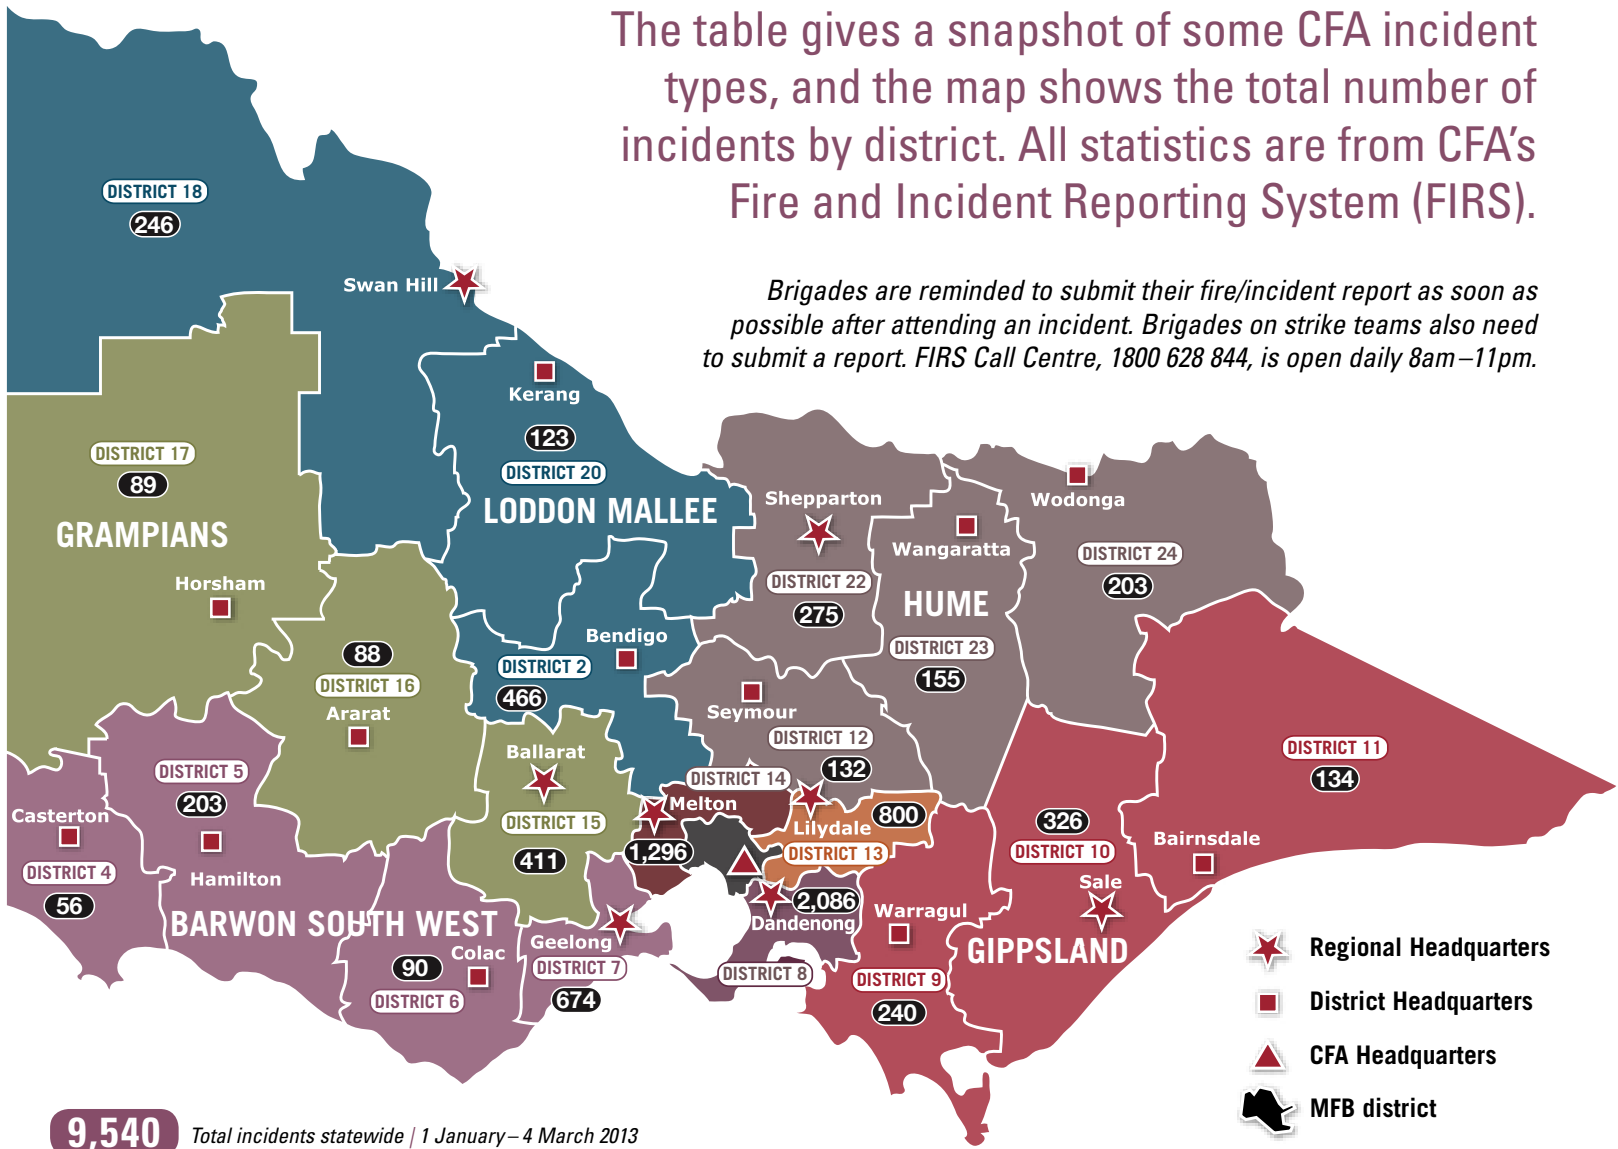 The table gives a snapshot of some CFA incident
types, and the map shows the total number of
incidents by district. All statistics are from CFA's
Fire and Incident Reporting System (FIRS).
Brigades are reminded to submit their fire/incident report as soon as
possible after attending an incident. Brigades on strike teams also need
to submit a report. FIRS Call Centre, 1800 628 844, is open daily 8am–11pm.
DISTRICT 18
246
Swan Hill
Kerang
123
DISTRICT 20
LODDON MALLEE
DISTRICT 17
89
GRAMPIANS
Horsham
Shepparton
DISTRICT 22
275
Wangaratta
HUME
DISTRICT 23
155
Wodonga
DISTRICT 24
203
88
DISTRICT 16
Ararat
Bendigo
DISTRICT 2
466
Seymour
DISTRICT 12
132
DISTRICT 14
Melton
1,296
Ballarat
DISTRICT 15
411
DISTRICT 5
203
Hamilton
Casterton
DISTRICT 4
56
BARWON SOUTH WEST
Colac
90
DISTRICT 6
Geelong
DISTRICT 7
674
800
Lilydale
DISTRICT 13
2,086
Dandenong
DISTRICT 8
Warragul
DISTRICT 9
240
326
DISTRICT 10
Sale
GIPPSLAND
DISTRICT 11
134
Bairnsdale
Regional Headquarters
District Headquarters
CFA Headquarters
MFB district
9,540
Total incidents statewide | 1 January – 4 March 2013